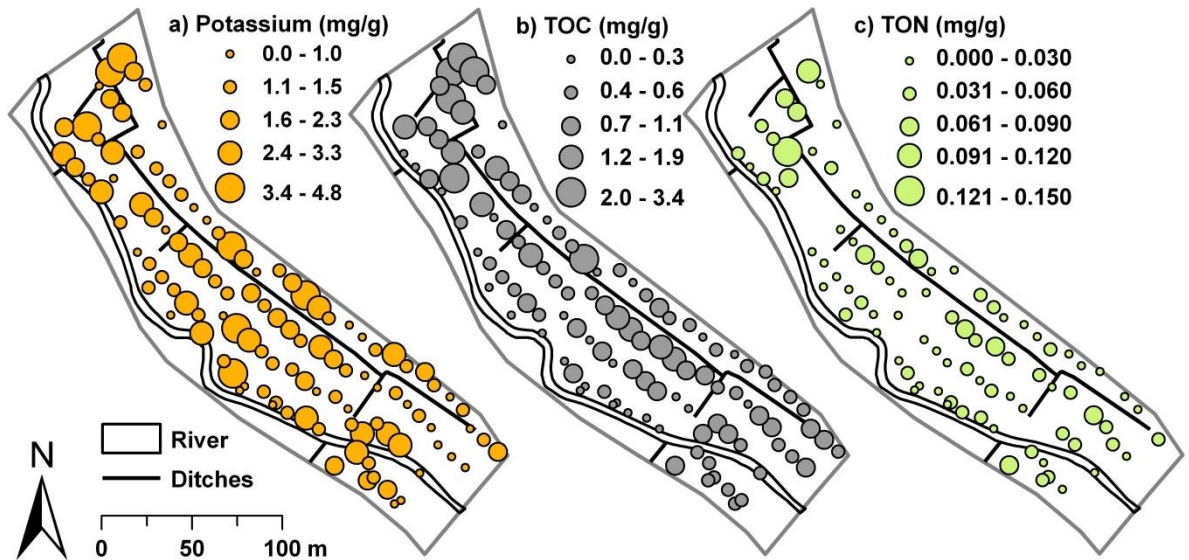 a) Potassium (mg/g)
0.0 - 1.0
1.1 - 1.5
1.6 - 2.3
2.4 - 3.3
3.4 - 4.8
b) TOC (mg/g)
0.0 - 0.3
0.4 - 0.6
0.7 - 1.1
1.2 - 1.9
2.0 - 3.4
c) TON (mg/g)
0.000 - 0.030
0.031 - 0.060
0.061 - 0.090
0.091 - 0.120
0.121 - 0.150
N
River
Ditches
0 50 100 m